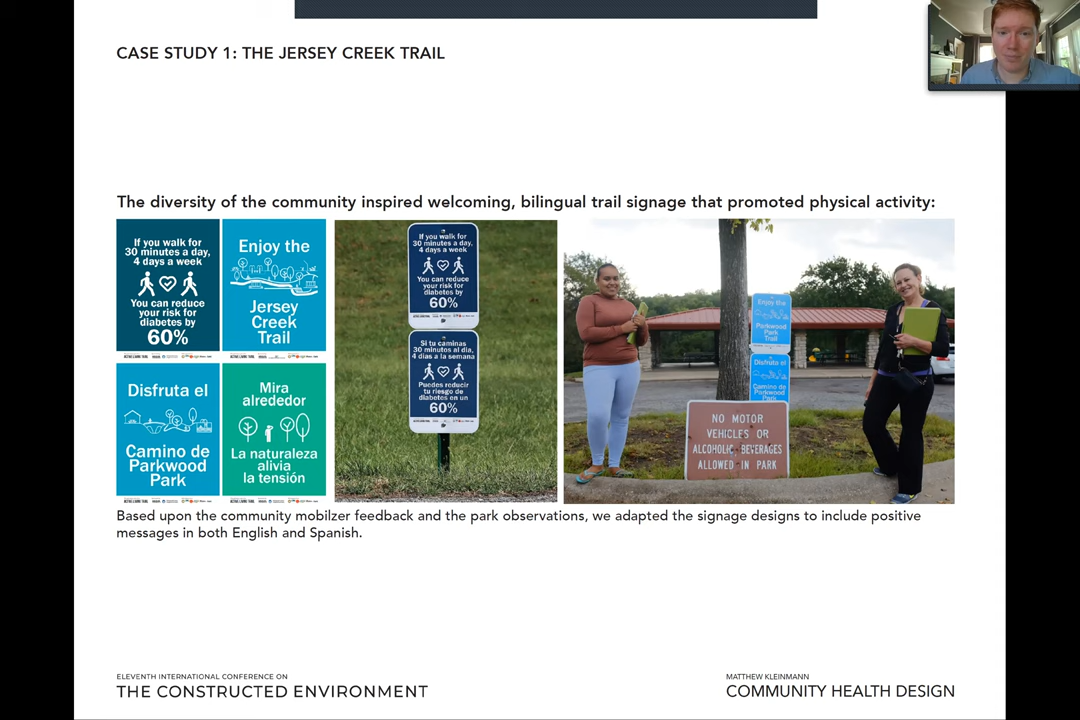 CASE STUDY 1: THE JERSEY CREEK TRAIL
The diversity of the community inspired welcoming, bilingual trail signage that promoted physical activity:
If you walk for
30 minutes a day,
4 days a week
You can reduce
your risk for
diabetes by
60%
Enjoy the
Jersey
Creek
Trail
Disfruta el
Camino de
Parkwood
Park
Mira
alrededor
La naturaleza
alivia
la tensión
If you walk for
30 minutes a day,
4 days a week
You can reduce
your risk for
diabetes by
60%
Si tu caminas
30 minutos al dia,
4 dias a la semana
Puedes reducir
tu riesgo de
diabetes en un
60%
Enjoy the
Parkwood
Park
Trail
Disfruta el
Camino de
Parkwood
Park
NO MOTOR
VEHICLES OR
ALCOHOLIC BEVERAGES
ALLOWED IN PARK
Based upon the community mobilzer feedback and the park observations, we adapted the signage designs to include positive
messages in both English and Spanish.
ELEVENTH INTERNATIONAL CONFERENCE ON
THE CONSTRUCTED ENVIRONMENT
MATTHEW KLEINMANN
COMMUNITY HEALTH DESIGN